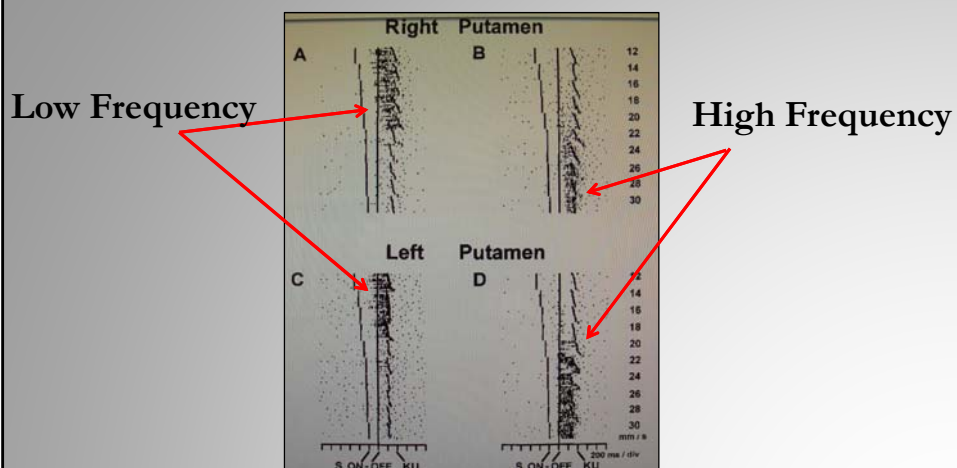 Right Putamen
A
B
12
14
16
18
20
22
24
26
28
30
Low Frequency
High Frequency
Left Putamen
C
D
12
14
16
18
20
22
24
26
28
30
mm / s
200 ms / div
S ON - OFF KU
S ON - OFF KU